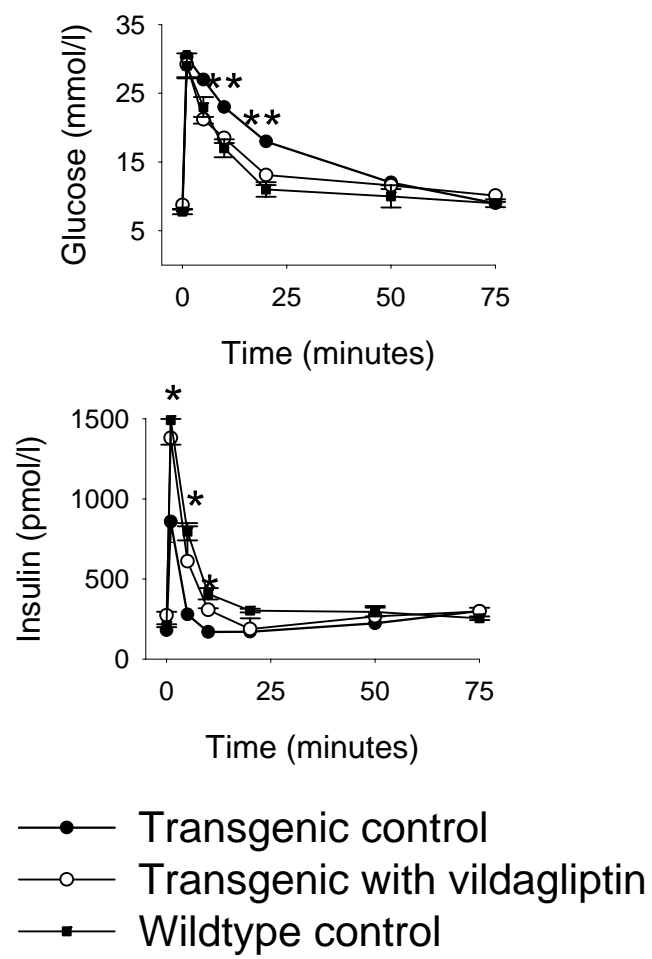 35
25
15
5
Glucose (mmol/l)
**
**
0 25 50 75
Time (minutes)
*
*
*
1500
1000
500
0
Insulin (pmol/l)
0 25 50 75
Time (minutes)
Transgenic control
Transgenic with vildagliptin
Wildtype control